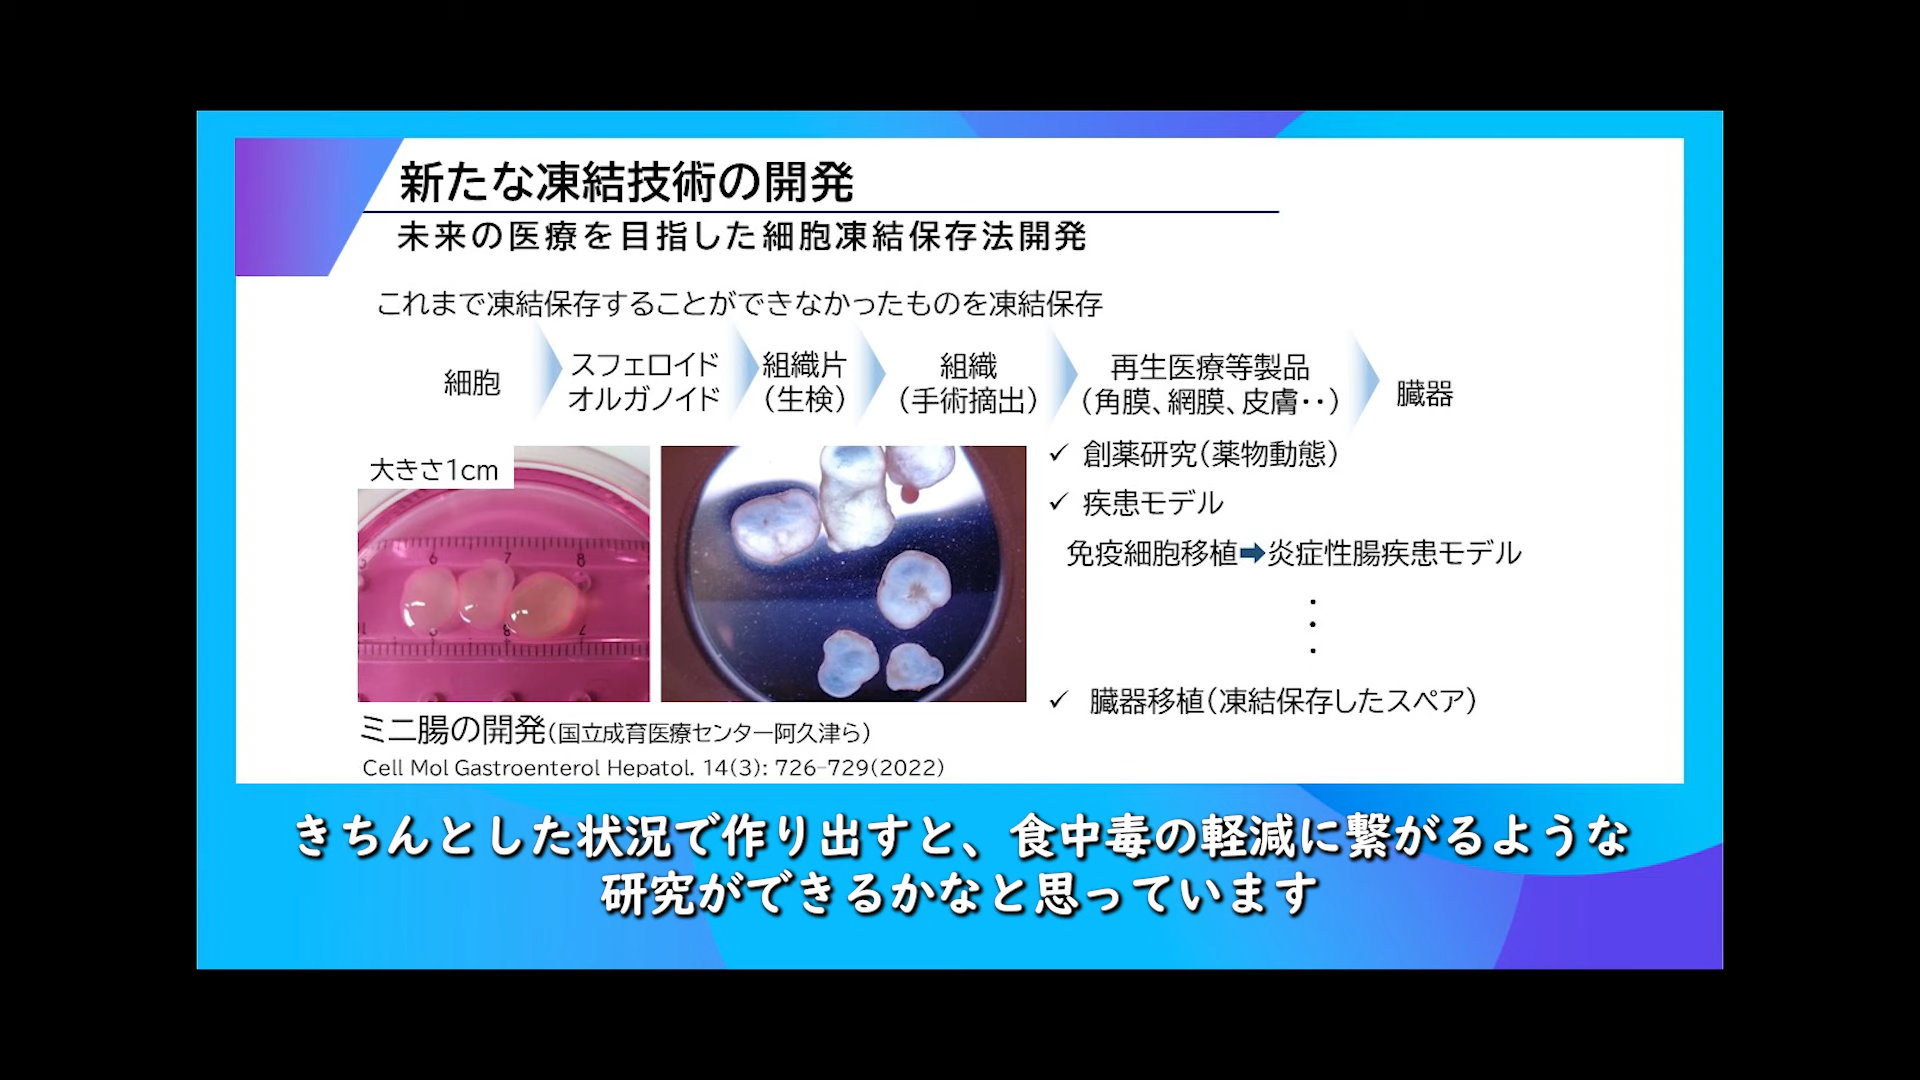 新たな凍結技術の開発
未来の医療を目指した細胞凍結保存法開発
これまで凍結保存することができなかったものを凍結保存
細胞
スフェロイド
オルガノイド
組織片
（生検）
組織
（手術摘出）
再生医療等製品
（角膜、網膜、皮膚・・）
臓器
大きさ1cm
6 7 8
8 7
✓ 創薬研究（薬物動態）
✓ 疾患モデル
免疫細胞移植➡炎症性腸疾患モデル
・
・
・
✓ 臓器移植（凍結保存したスペア）
ミニ腸の開発（国立成育医療センター阿久津ら）
Cell Mol Gastroenterol Hepatol. 14(3): 726–729(2022)
きちんとした状況で作り出すと、食中毒の軽減に繋がるような
研究ができるかなと思っています